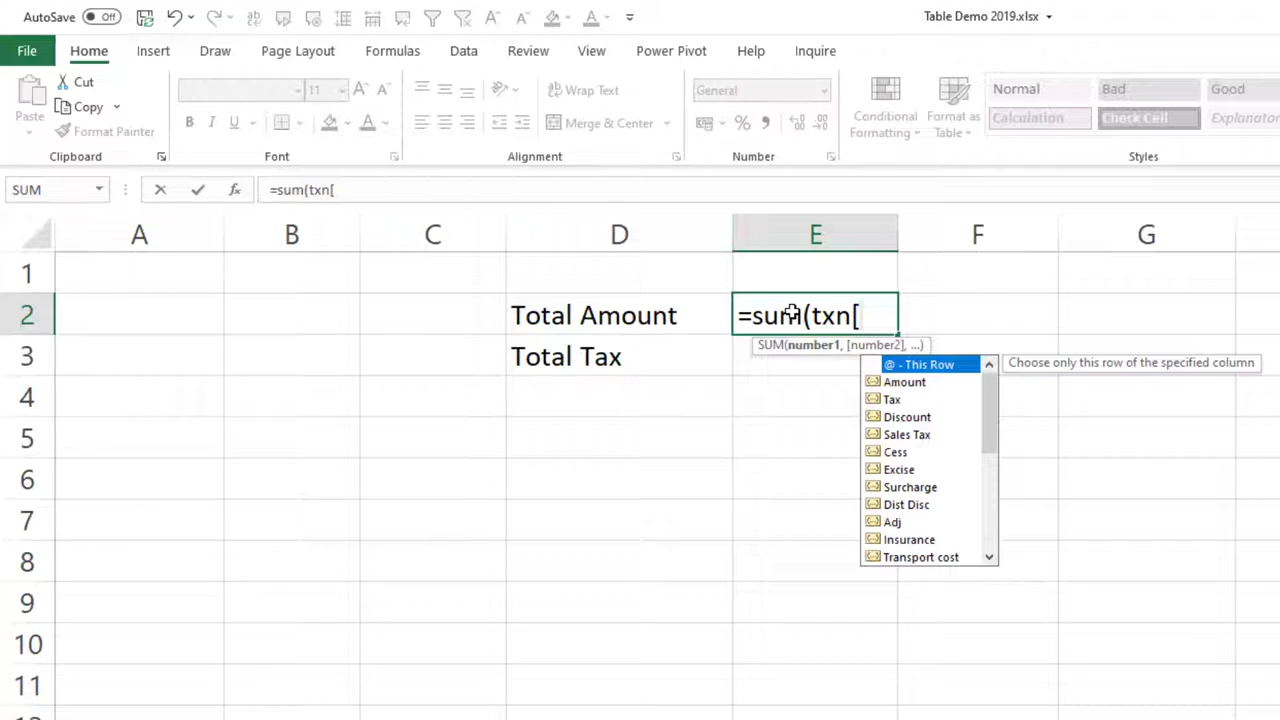 AutoSave Off
Table Demo 2019.xlsx
File Home Insert Draw Page Layout Formulas Data Review View Power Pivot Help Inquire
Paste
Cut
Copy
Format Painter
Clipboard
11
B I U
Font
Wrap Text
Merge & Center
Alignment
General
Number
Conditional Formatting
Format as Table
Normal Bad Good
Calculation Check Cell Explanator
Styles
SUM =sum(txn[
A B C D E F G
1
2 Total Amount =sum(txn[
SUM(number1, [number2], ...)
3 Total Tax
@ - This Row Choose only this row of the specified column
Amount
4
Tax
Discount
5 Sales Tax
Cess
Excise
6
Surcharge
Dist Disc
7 Adj
Insurance
Transport cost
8
9
10
11